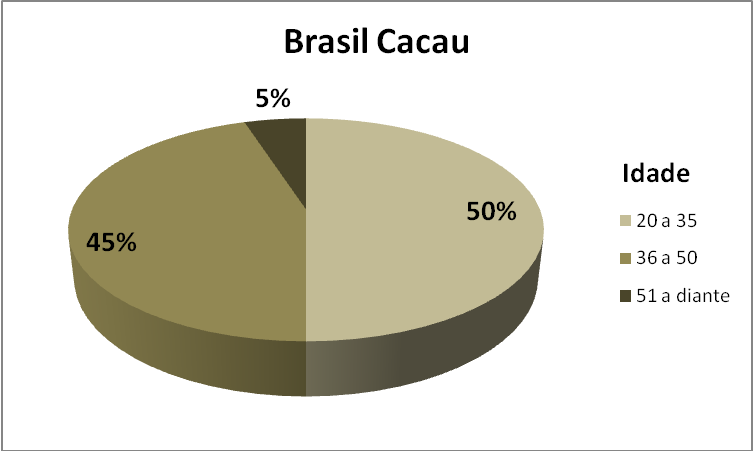 Brasil Cacau
5%
50%
45%
Idade
20 a 35
36 a 50
51 a diante